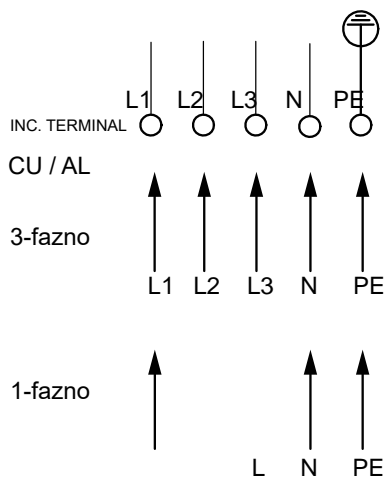 L1 L2 L3 N PE
INC. TERMINAL
CU / AL
3-fazno
L1 L2 L3 N PE
1-fazno
L N PE